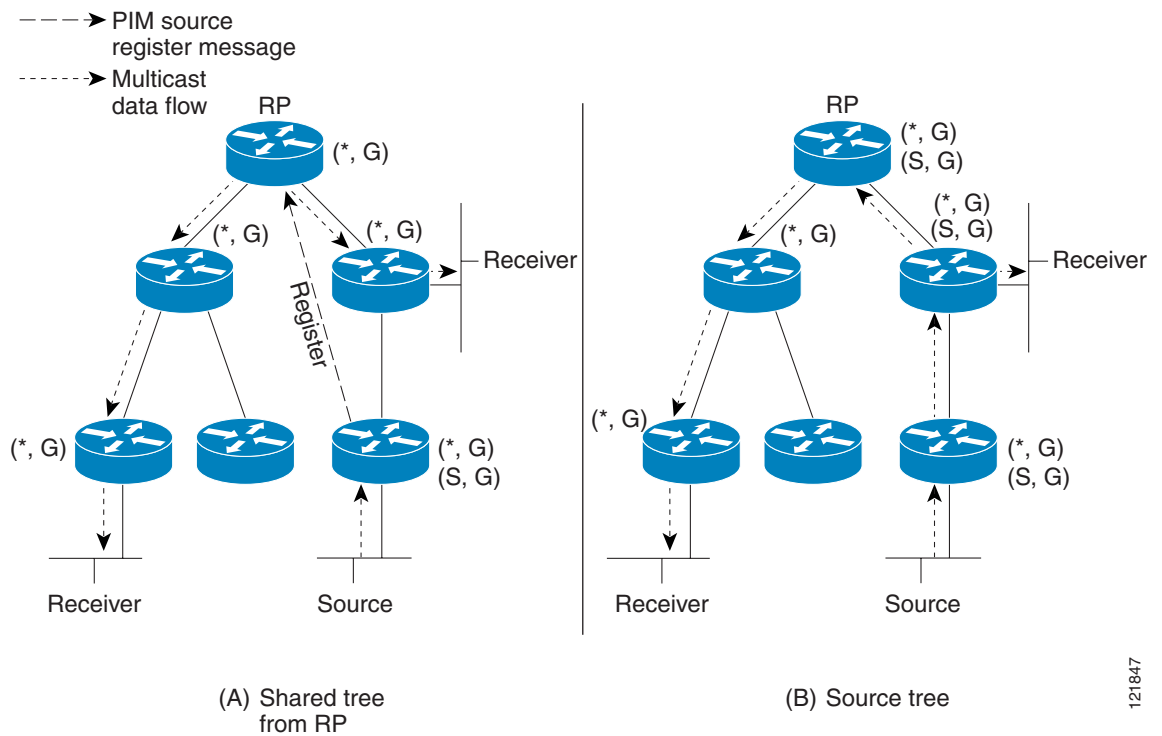 PIM source
register message
Multicast
data flow
RP
(*, G)
(*, G)
(*, G)
Receiver
Register
(*, G)
(*, G)
(S, G)
Receiver
Source
(A) Shared tree
from RP
RP
(*, G)
(S, G)
(*, G)
(*, G)
(S, G)
Receiver
(*, G)
(*, G)
(S, G)
Receiver
Source
(B) Source tree
121847